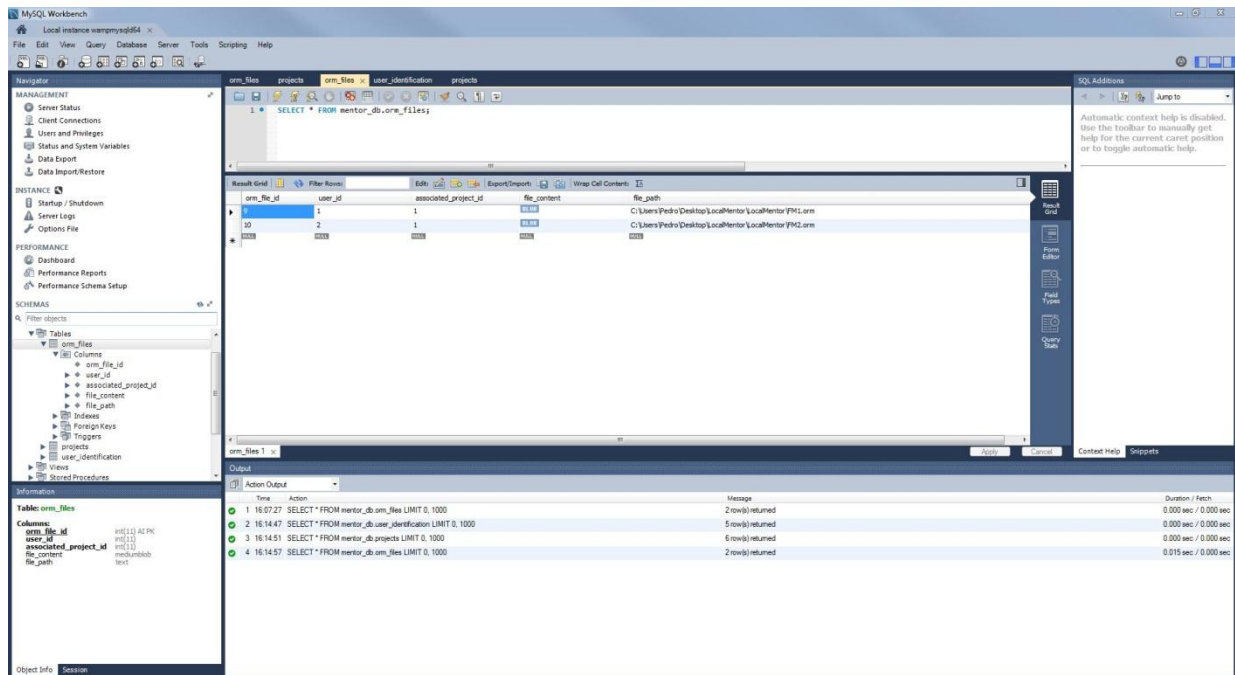 MySQL Workbench
Local instance wampmysqld64 ×
File Edit View Query Database Server Tools Scripting Help
Navigator
MANAGEMENT
Server Status
Client Connections
Users and Privileges
Status and System Variables
Data Export
Data Import/Restore
INSTANCE
Startup / Shutdown
Server Logs
Options File
PERFORMANCE
Dashboard
Performance Reports
Performance Schema Setup
SCHEMAS
Filter objects
Tables
orm_files
Columns
orm_file_id
user_id
associated_project_id
file_content
file_path
Indexes
Foreign Keys
Triggers
projects
user_identification
Views
Stored Procedures
Information
Table: orm_files
Columns:
orm_file_id int(11) AI PK
user_id int(11)
associated_project_id int(11)
file_content mediumblob
file_path text
Object Info Session
orm_files projects orm_files × user_identification projects
1 SELECT * FROM mentor_db.orm_files;
Result Grid Filter Rows: Edit: Export/Import: Wrap Cell Content:
orm_file_id user_id associated_project_id file_content file_path
9 1 1 BLOB C:\Users\Pedro\Desktop\LocalMentor\LocalMentor\FM1.orm
10 2 1 BLOB C:\Users\Pedro\Desktop\LocalMentor\LocalMentor\FM2.orm
NULL NULL NULL NULL NULL
Result Grid
Form Editor
Field Types
Query Stats
orm_files 1 × Apply Cancel
Output
Action Output
Time Action Message Duration / Fetch
1 16:07:27 SELECT * FROM mentor_db.orm_files LIMIT 0, 1000 2 row(s) returned 0.000 sec / 0.000 sec
2 16:14:47 SELECT * FROM mentor_db.user_identification LIMIT 0, 1000 5 row(s) returned 0.000 sec / 0.000 sec
3 16:14:51 SELECT * FROM mentor_db.projects LIMIT 0, 1000 6 row(s) returned 0.000 sec / 0.000 sec
4 16:14:57 SELECT * FROM mentor_db.orm_files LIMIT 0, 1000 2 row(s) returned 0.015 sec / 0.000 sec
SQL Additions
Jump to
Automatic context help is disabled.
Use the toolbar to manually get
help for the current caret position
or to toggle automatic help.
Context Help Snippets